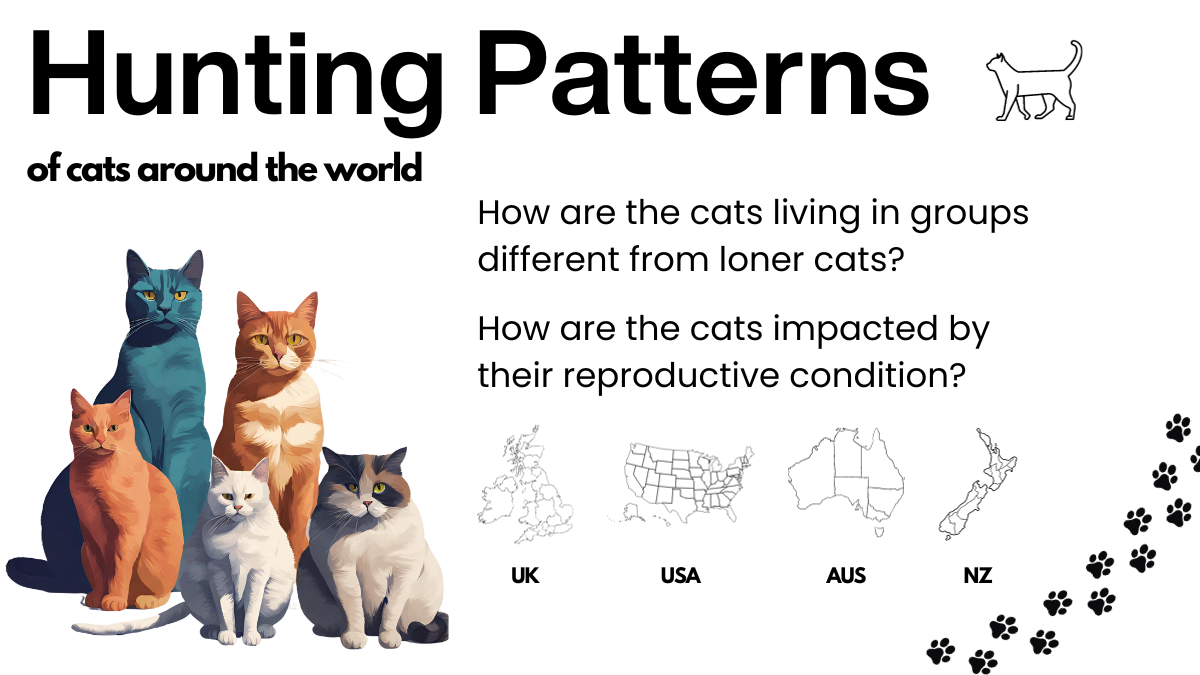 Hunting Patterns
of cats around the world
How are the cats living in groups
different from loner cats?
How are the cats impacted by
their reproductive condition?
UK
USA
AUS
NZ